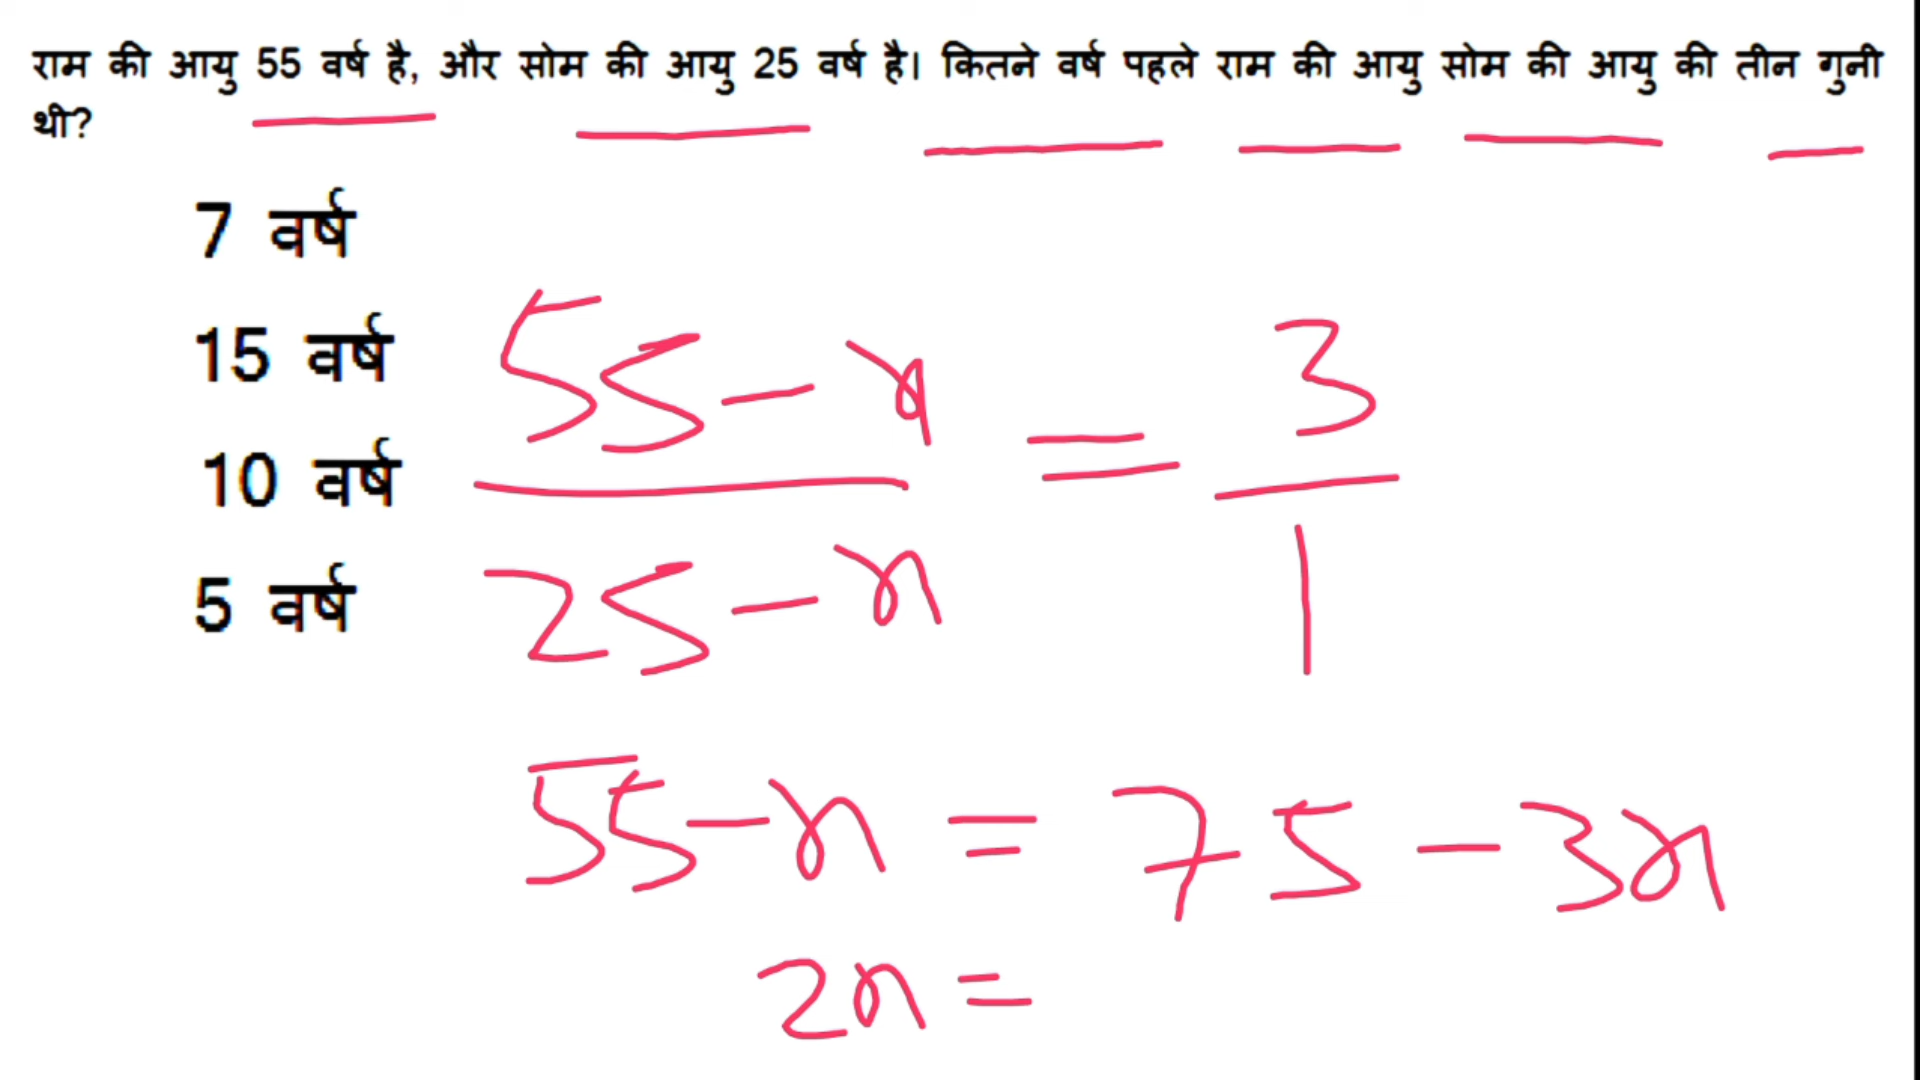 राम की आयु 55 वर्ष है, और सोम की आयु 25 वर्ष है। कितने वर्ष पहले राम की आयु सोम की आयु की तीन गुनी
थी?
7 वर्ष
15 वर्ष
10 वर्ष
5 वर्ष
55 - x = 3
25 - x 1
55 - x = 75 - 3x
2x =